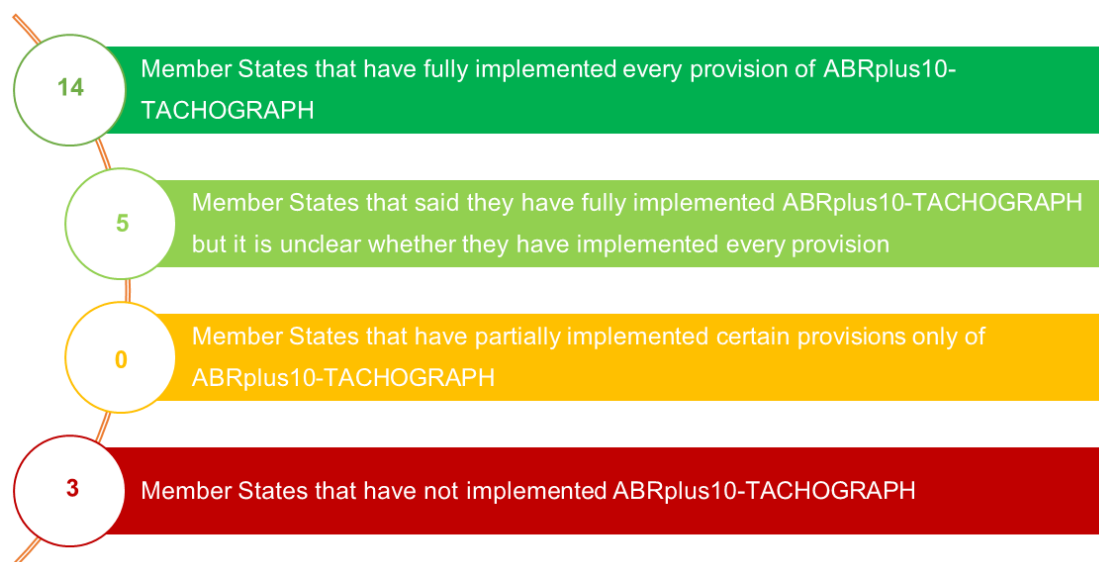 14
Member States that have fully implemented every provision of ABRplus10-
TACHOGRAPH
5
Member States that said they have fully implemented ABRplus10-TACHOGRAPH
but it is unclear whether they have implemented every provision
0
Member States that have partially implemented certain provisions only of
ABRplus10-TACHOGRAPH
3
Member States that have not implemented ABRplus10-TACHOGRAPH